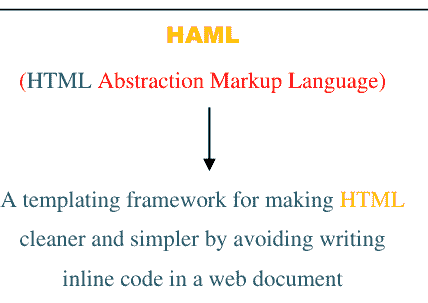 HAML
(HTML Abstraction Markup Language)
A templating framework for making HTML
cleaner and simpler by avoiding writing
inline code in a web document